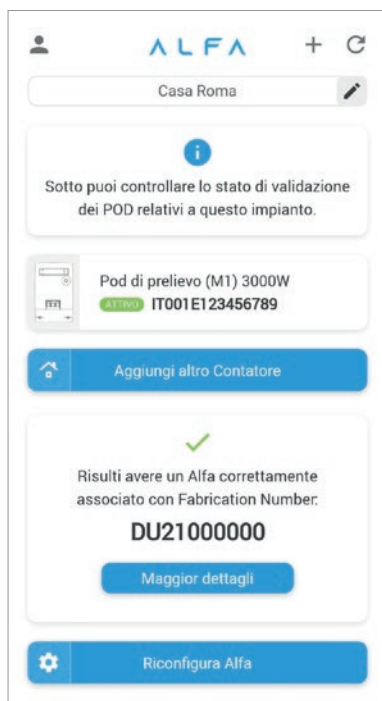 ALFA
Casa Roma
Sotto puoi controllare lo stato di validazione
dei POD relativi a questo impianto.
Pod di prelievo (M1) 3000W
ATTIVO IT001E123456789
Aggiungi altro Contatore
Risulti avere un Alfa correttamente
associato con Fabrication Number:
DU21000000
Maggior dettagli
Riconfigura Alfa